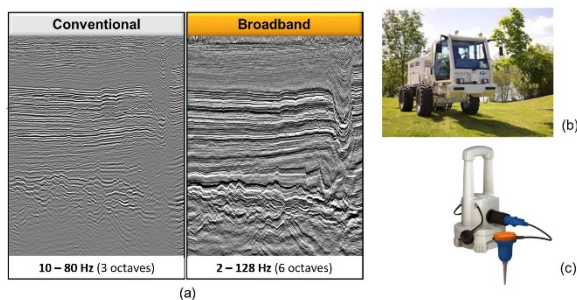 Conventional
Broadband
10 – 80 Hz (3 octaves)
2 – 128 Hz (6 octaves)
(a)
(b)
(c)